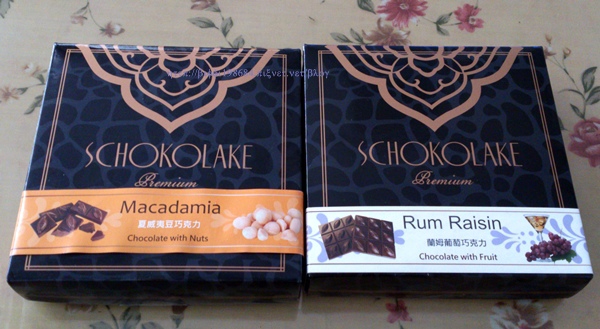 SCHOKOLAKE
Premium
Macadamia
夏威夷豆巧克力
Chocolate with Nuts
SCHOKOLAKE
Premium
Rum Raisin
蘭姆葡萄巧克力
Chocolate with Fruit